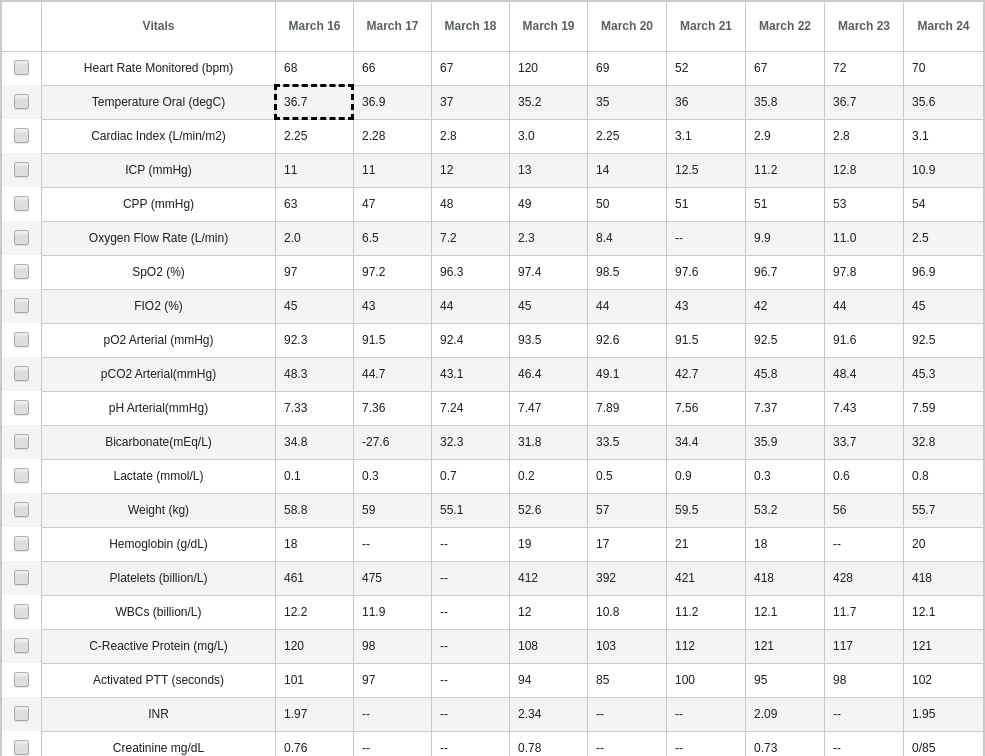 Vitals March 16 March 17 March 18 March 19 March 20 March 21 March 22 March 23 March 24
Heart Rate Monitored (bpm) 68 66 67 120 69 52 67 72 70
Temperature Oral (degC) 36.7 36.9 37 35.2 35 36 35.8 36.7 35.6
Cardiac Index (L/min/m2) 2.25 2.28 2.8 3.0 2.25 3.1 2.9 2.8 3.1
ICP (mmHg) 11 11 12 13 14 12.5 11.2 12.8 10.9
CPP (mmHg) 63 47 48 49 50 51 51 53 54
Oxygen Flow Rate (L/min) 2.0 6.5 7.2 2.3 8.4 -- 9.9 11.0 2.5
SpO2 (%) 97 97.2 96.3 97.4 98.5 97.6 96.7 97.8 96.9
FIO2 (%) 45 43 44 45 44 43 42 44 45
pO2 Arterial (mmHg) 92.3 91.5 92.4 93.5 92.6 91.5 92.5 91.6 92.5
pCO2 Arterial(mmHg) 48.3 44.7 43.1 46.4 49.1 42.7 45.8 48.4 45.3
pH Arterial(mmHg) 7.33 7.36 7.24 7.47 7.89 7.56 7.37 7.43 7.59
Bicarbonate(mEq/L) 34.8 -27.6 32.3 31.8 33.5 34.4 35.9 33.7 32.8
Lactate (mmol/L) 0.1 0.3 0.7 0.2 0.5 0.9 0.3 0.6 0.8
Weight (kg) 58.8 59 55.1 52.6 57 59.5 53.2 56 55.7
Hemoglobin (g/dL) 18 -- -- 19 17 21 18 -- 20
Platelets (billion/L) 461 475 -- 412 392 421 418 428 418
WBCs (billion/L) 12.2 11.9 -- 12 10.8 11.2 12.1 11.7 12.1
C-Reactive Protein (mg/L) 120 98 -- 108 103 112 121 117 121
Activated PTT (seconds) 101 97 -- 94 85 100 95 98 102
INR 1.97 -- -- 2.34 -- -- 2.09 -- 1.95
Creatinine mg/dL 0.76 -- -- 0.78 -- -- 0.73 -- 0/85